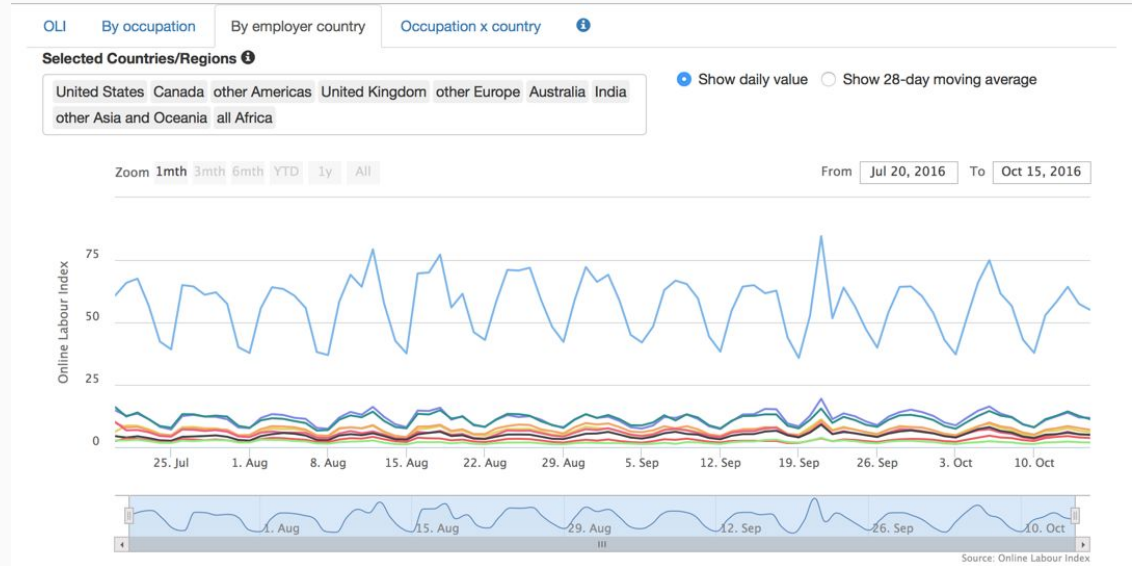 OLI By occupation By employer country Occupation x country
Selected Countries/Regions
United States Canada other Americas United Kingdom other Europe Australia India
other Asia and Oceania all Africa
Show daily value Show 28-day moving average
Zoom 1mth 3mth 6mth YTD 1y All From Jul 20, 2016 To Oct 15, 2016
Online Labour Index
75
50
25
0
25. Jul 1. Aug 8. Aug 15. Aug 22. Aug 29. Aug 5. Sep 12. Sep 19. Sep 26. Sep 3. Oct 10. Oct
1. Aug 15. Aug 29. Aug 12. Sep 26. Sep 10. Oct
Source: Online Labour Index